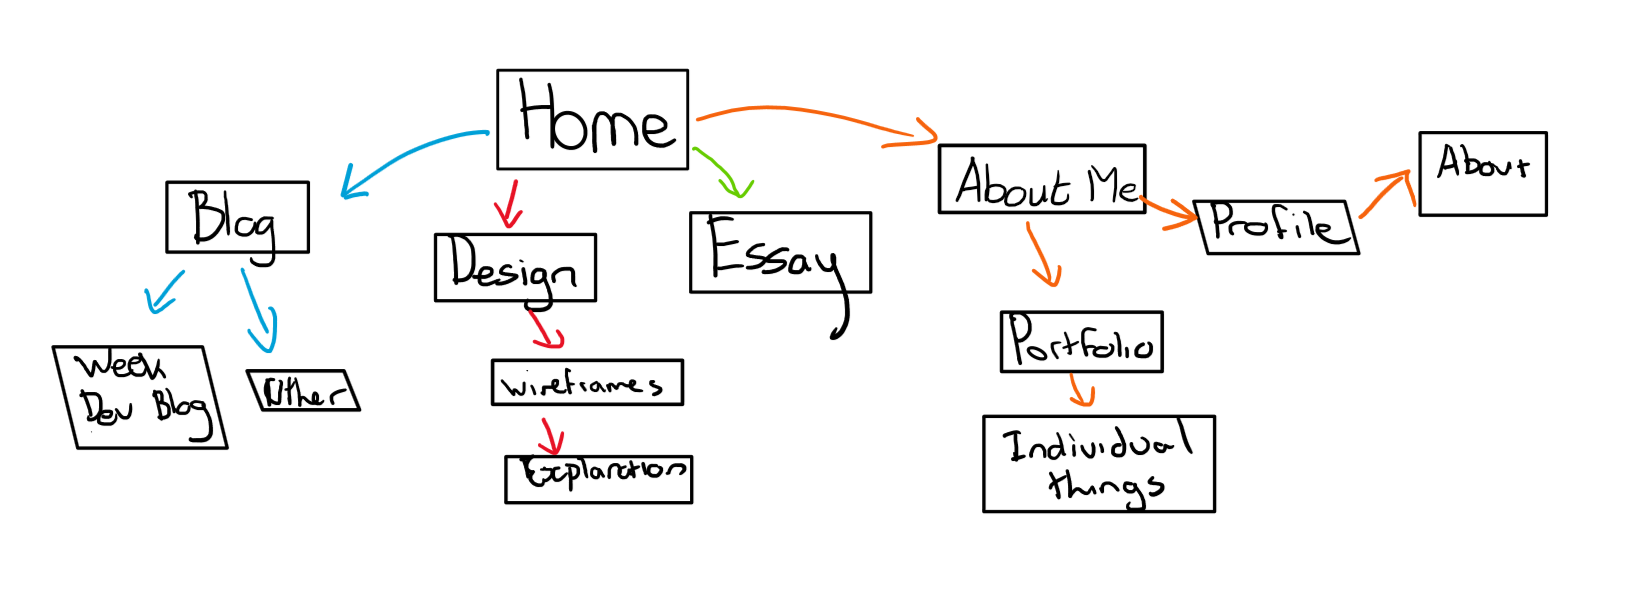 Home
About Me
About
Blog
Design
Essay
Profile
Week
Dev Blog
Other
Wireframes
Portfolio
Explanation
Individual
things